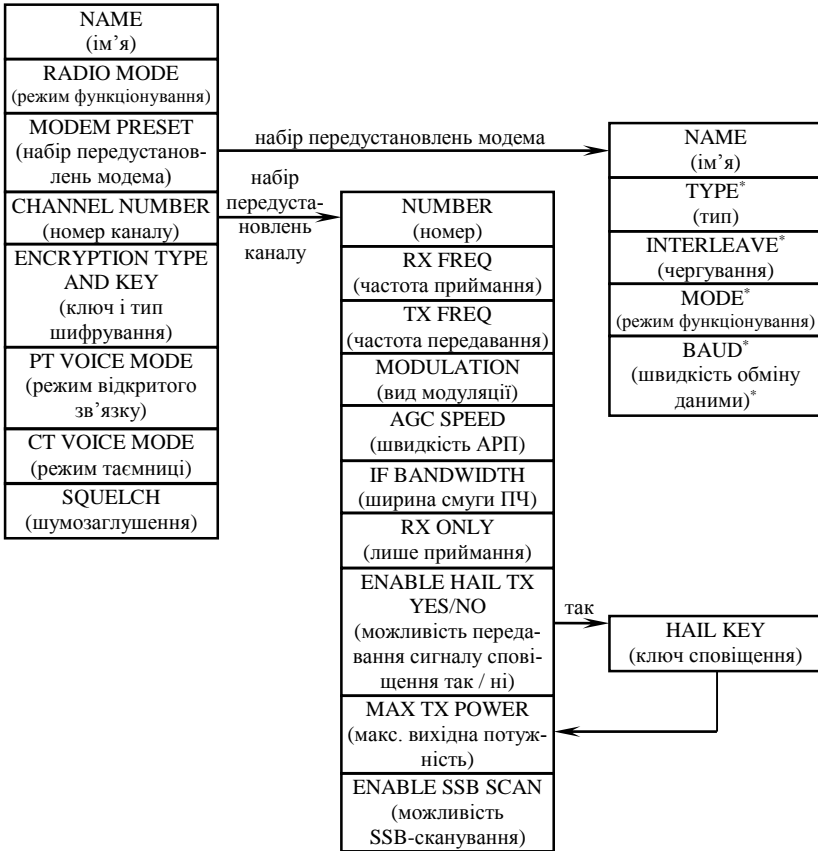 NAME
(ім’я)
RADIO MODE
(режим функціонування)
MODEM PRESET
(набір передустанов-
лень модема)
CHANNEL NUMBER
(номер каналу)
ENCRYPTION TYPE
AND KEY
(ключ і тип
шифрування)
PT VOICE MODE
(режим відкритого
зв’язку)
CT VOICE MODE
(режим таємниці)
SQUELCH
(шумозаглушення)
набір передустановлень модема
набір
передуста-
новлень
каналу
NUMBER
(номер)
RX FREQ
(частота приймання)
TX FREQ
(частота передавання)
MODULATION
(вид модуляції)
AGC SPEED
(швидкість АРП)
IF BANDWIDTH
(ширина смуги ПЧ)
RX ONLY
(лише приймання)
ENABLE HAIL TX
YES/NO
(можливість переда-
вання сигналу спові-
щення так / ні)
MAX TX POWER
(макс. вихідна потуж-
ність)
ENABLE SSB SCAN
(можливість
SSB-сканування)
NAME
(ім’я)
TYPE*
(тип)
INTERLEAVE*
(чергування)
MODE*
(режим функціонування)
BAUD*
(швидкість обміну
даними)*
так
HAIL KEY
(ключ сповіщення)